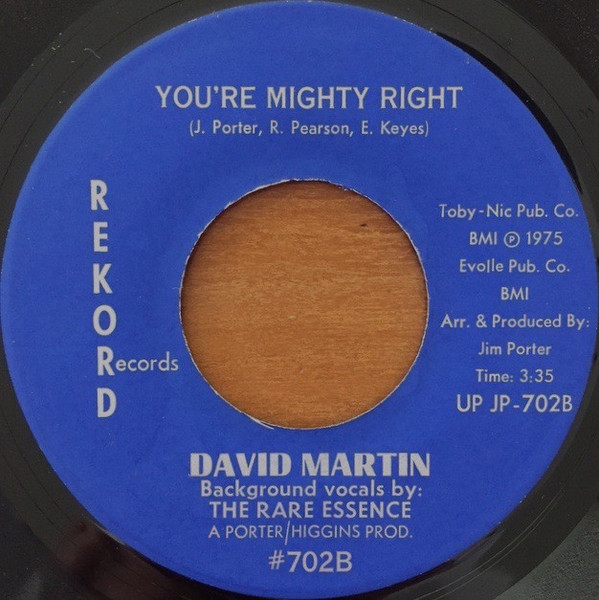 YOU'RE MIGHTY RIGHT
(J. Porter, R. Pearson, E. Keyes)
REKORD
Records
Toby-Nic Pub. Co.
BMI ℗ 1975
Evolle Pub. Co.
BMI
Arr. & Produced By:
Jim Porter
Time: 3:35
UP JP-702B
DAVID MARTIN
Background vocals by:
THE RARE ESSENCE
A PORTER/HIGGINS PROD.
#702B